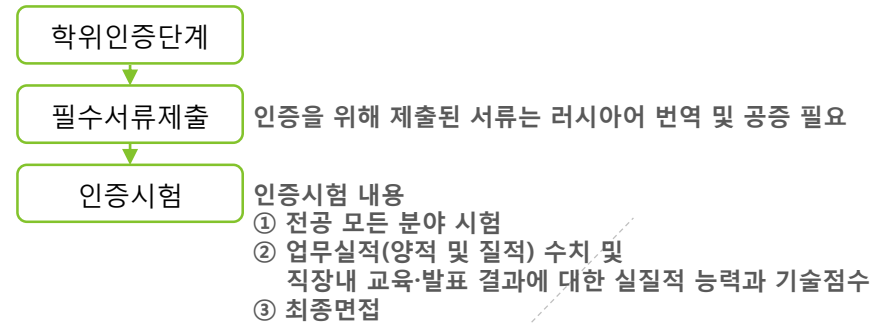 학위인증단계
필수서류제출
인증을 위해 제출된 서류는 러시아어 번역 및 공증 필요
인증시험
인증시험 내용
① 전공 모든 분야 시험
② 업무실적(양적 및 질적) 수치 및
직장내 교육·발표 결과에 대한 실질적 능력과 기술점수
③ 최종면접